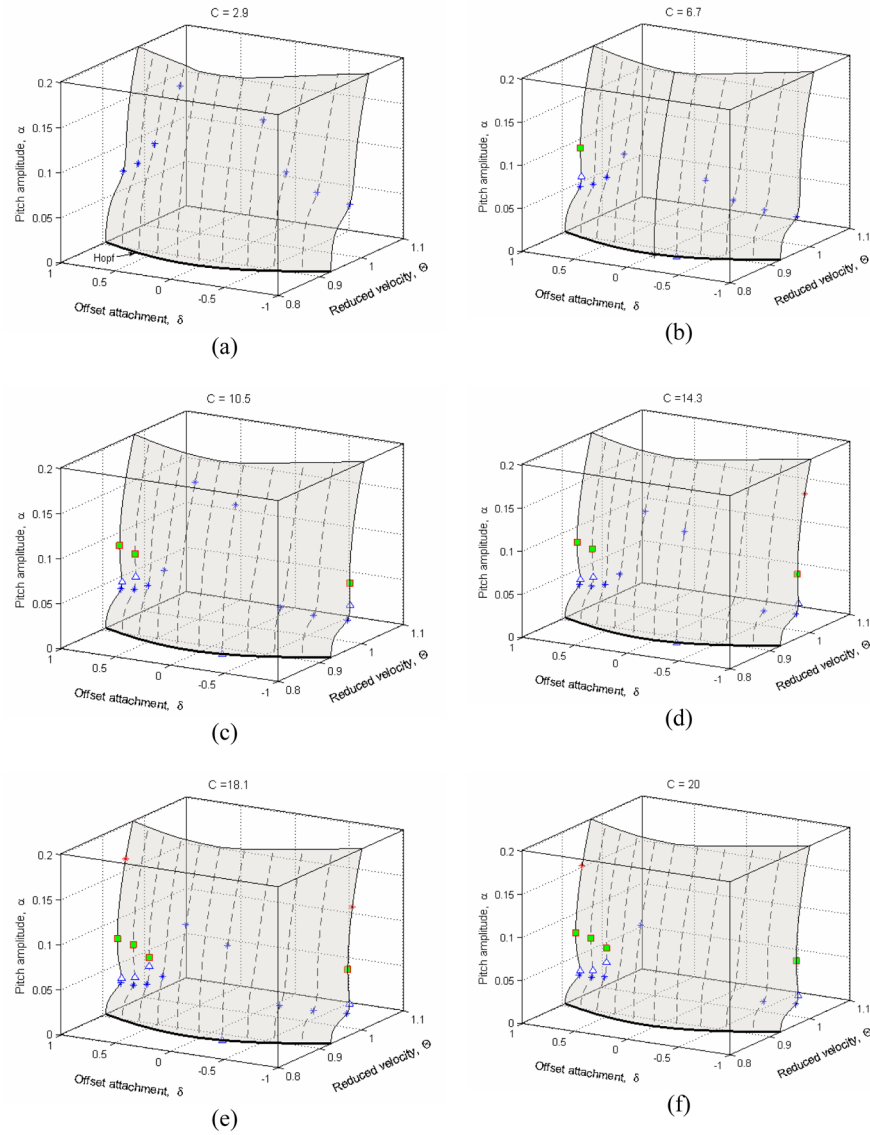 C = 2.9
C = 6.7
0.2
0.15
0.1
0.05
0
Pitch amplitude, α
Hopf
1
0.5
0
-0.5
-1
Offset attachment, δ
0.8
0.9
1
1.1
Reduced velocity, Θ
(a)
0.2
0.15
0.1
0.05
0
Pitch amplitude, α
1
0.5
0
-0.5
-1
Offset attachment, δ
0.8
0.9
1
1.1
Reduced velocity, Θ
(b)
C = 10.5
C =14.3
0.2
0.15
0.1
0.05
0
Pitch amplitude, α
1
0.5
0
-0.5
-1
Offset attachment, δ
0.8
0.9
1
1.1
Reduced velocity, Θ
(c)
0.2
0.15
0.1
0.05
0
Pitch amplitude, α
1
0.5
0
-0.5
-1
Offset attachment, δ
0.8
0.9
1
1.1
Reduced velocity, Θ
(d)
C =18.1
C = 20
0.2
0.15
0.1
0.05
0
Pitch amplitude, α
1
0.5
0
-0.5
-1
Offset attachment, δ
0.8
0.9
1
1.1
Reduced velocity, Θ
(e)
0.2
0.15
0.1
0.05
0
Pitch amplitude, α
1
0.5
0
-0.5
-1
Offset attachment, δ
0.8
0.9
1
1.1
Reduced velocity, Θ
(f)